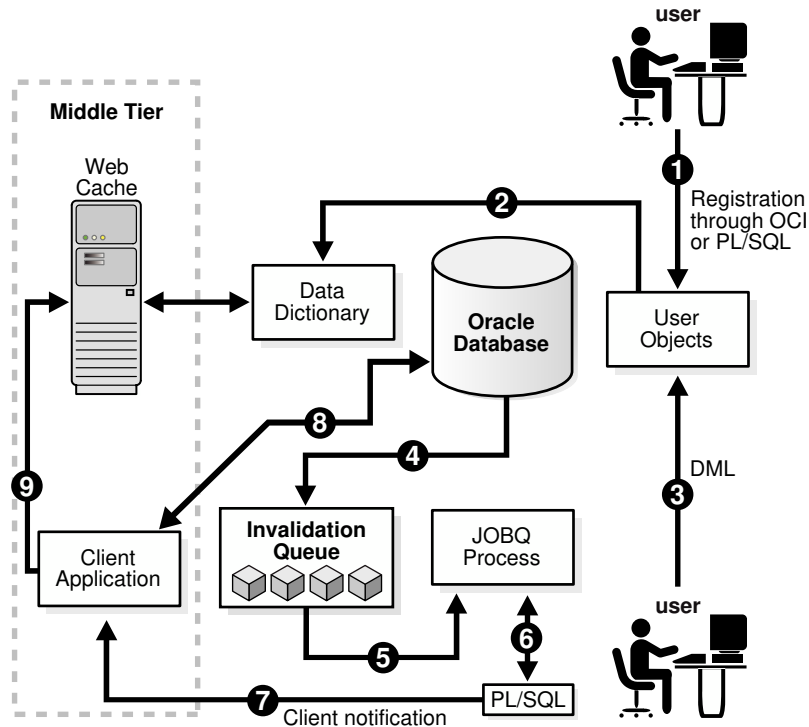 user
Middle Tier
Web
Cache
1
2
Registration
through OCI
or PL/SQL
Data
Dictionary
Oracle
Database
User
Objects
8
4
DML
3
9
Invalidation
Queue
JOBQ
Process
Client
Application
user
5
6
7
PL/SQL
Client notification